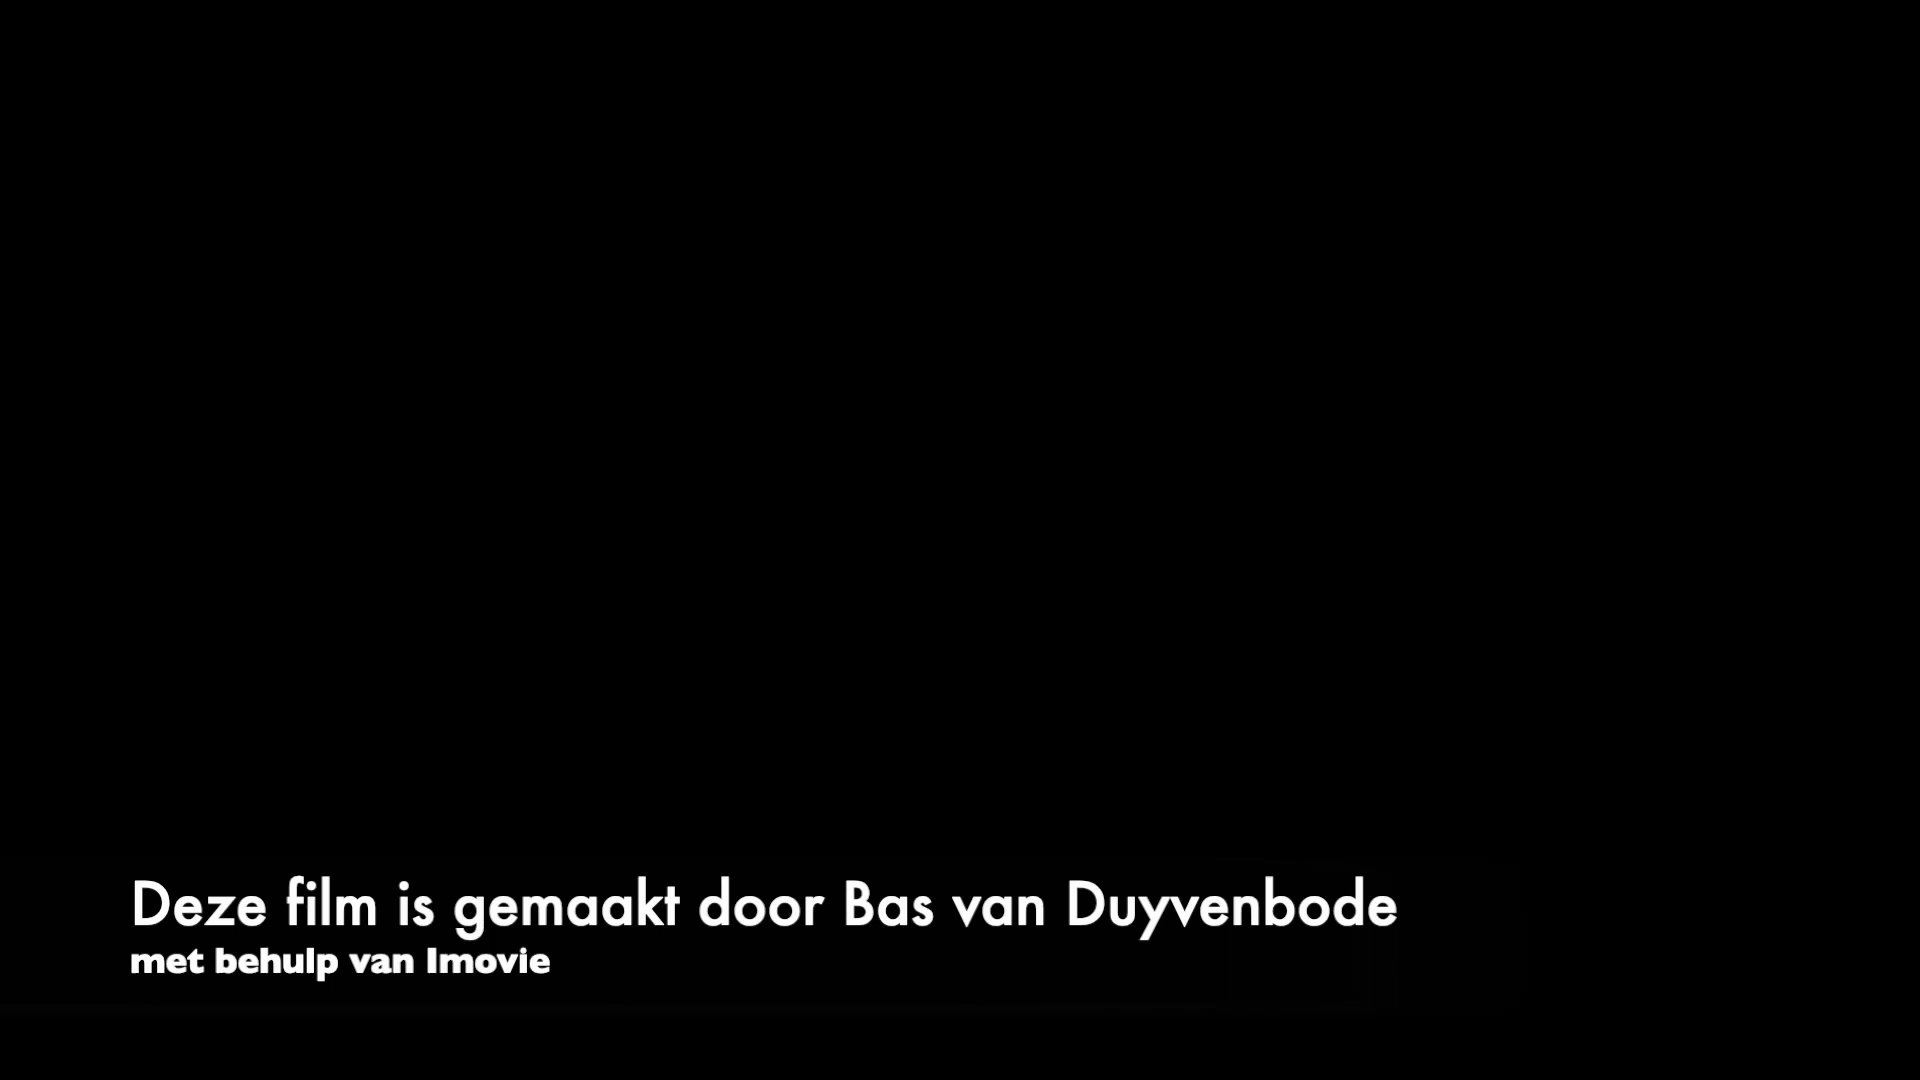 Deze film is gemaakt door Bas van Duyvenbode
met behulp van Imovie